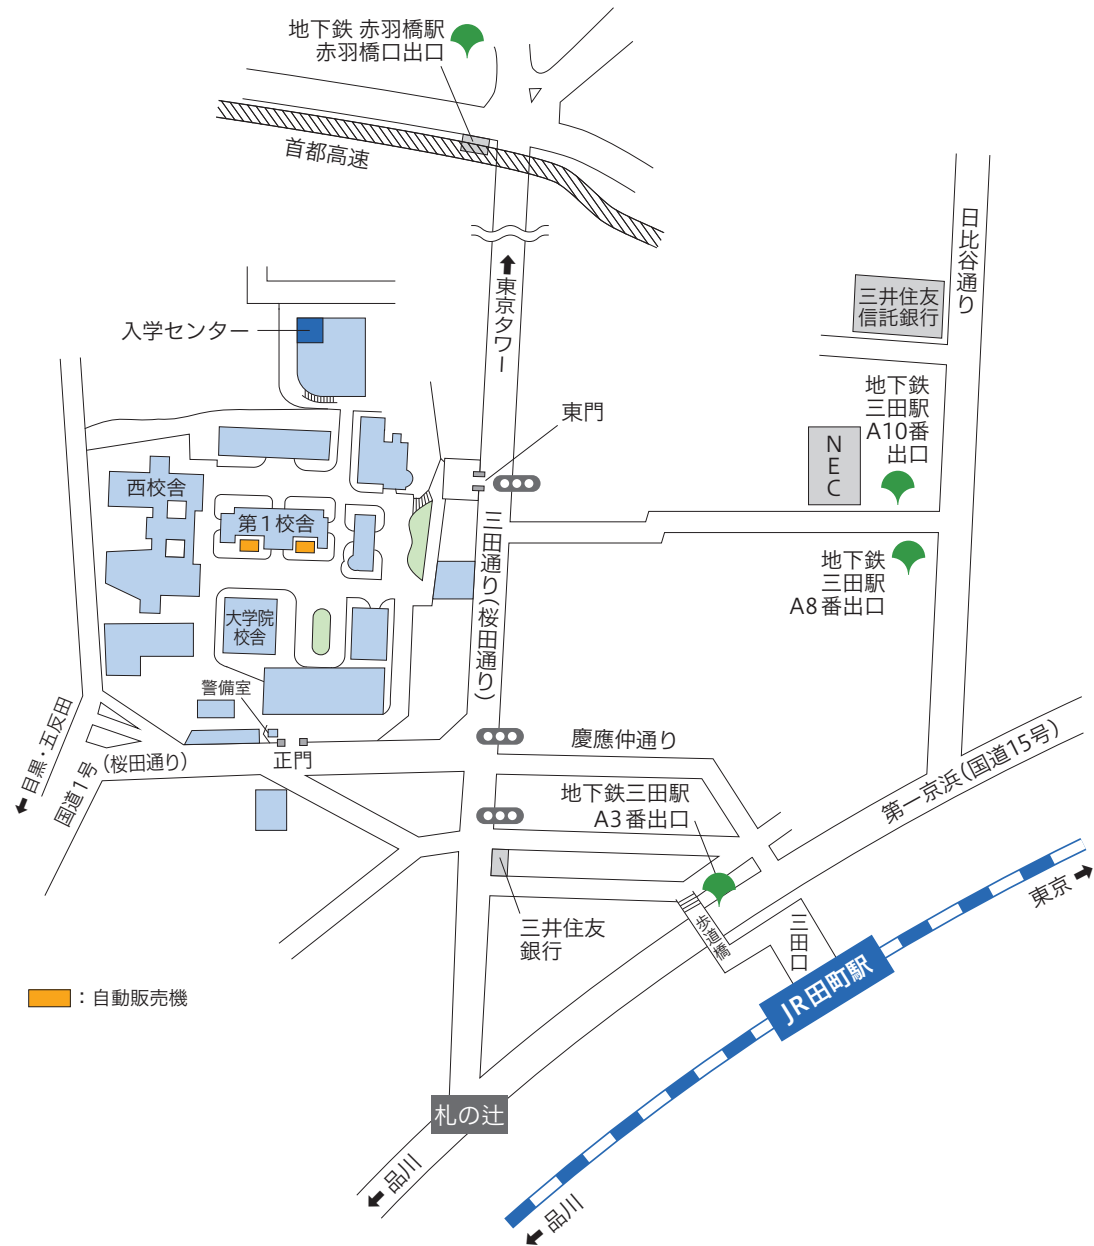 地下鉄 赤羽橋駅
赤羽橋口出口
首都高速
日比谷通り
東京タワー
三井住友
信託銀行
入学センター
地下鉄
三田駅
A10番
出口
東門
NEC
西校舎
第1校舎
三田通り(桜田通り)
地下鉄
三田駅
A8番出口
大学院
校舎
警備室
目黒・五反田
国道1号
(桜田通り)
正門
慶應仲通り
第一京浜(国道15号)
地下鉄三田駅
A3番出口
東京
三井住友
銀行
歩道橋
三田口
JR田町駅
:自動販売機
札の辻
品川
品川